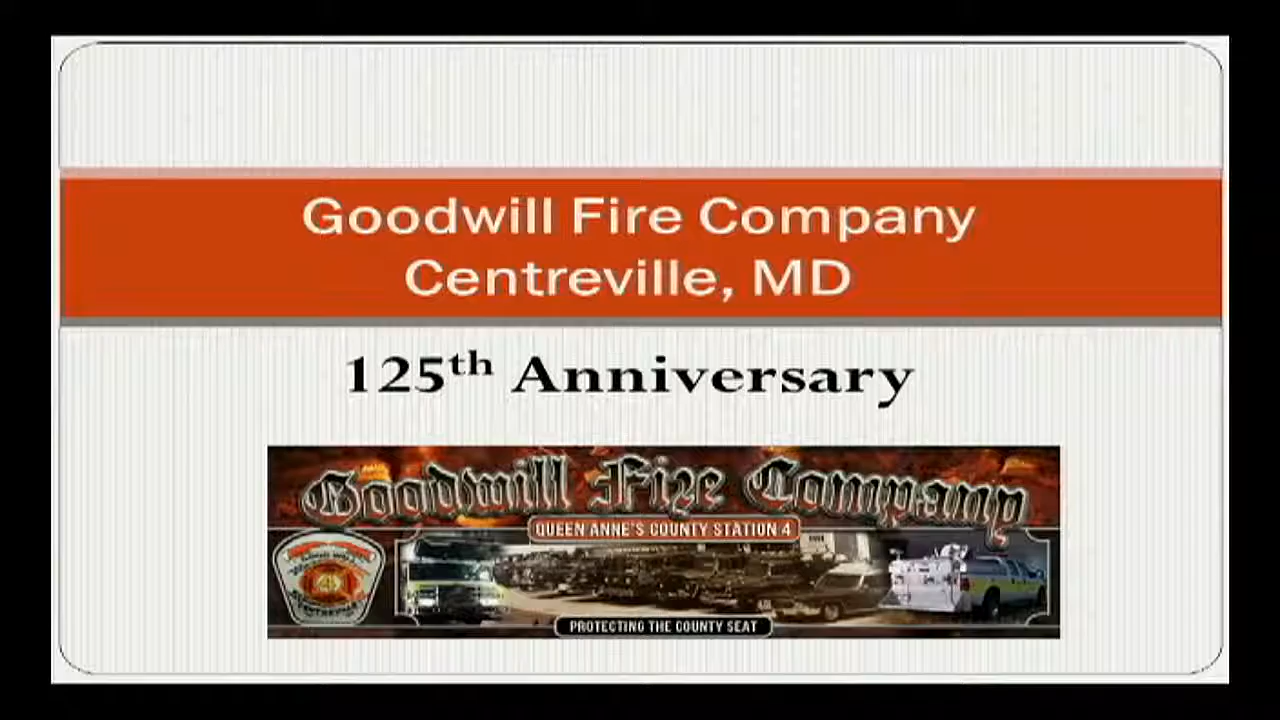 Goodwill Fire Company
Centreville, MD
125th Anniversary
Goodwill Fire Company
QUEEN ANNE'S COUNTY STATION 4
4
PROTECTING THE COUNTY SEAT